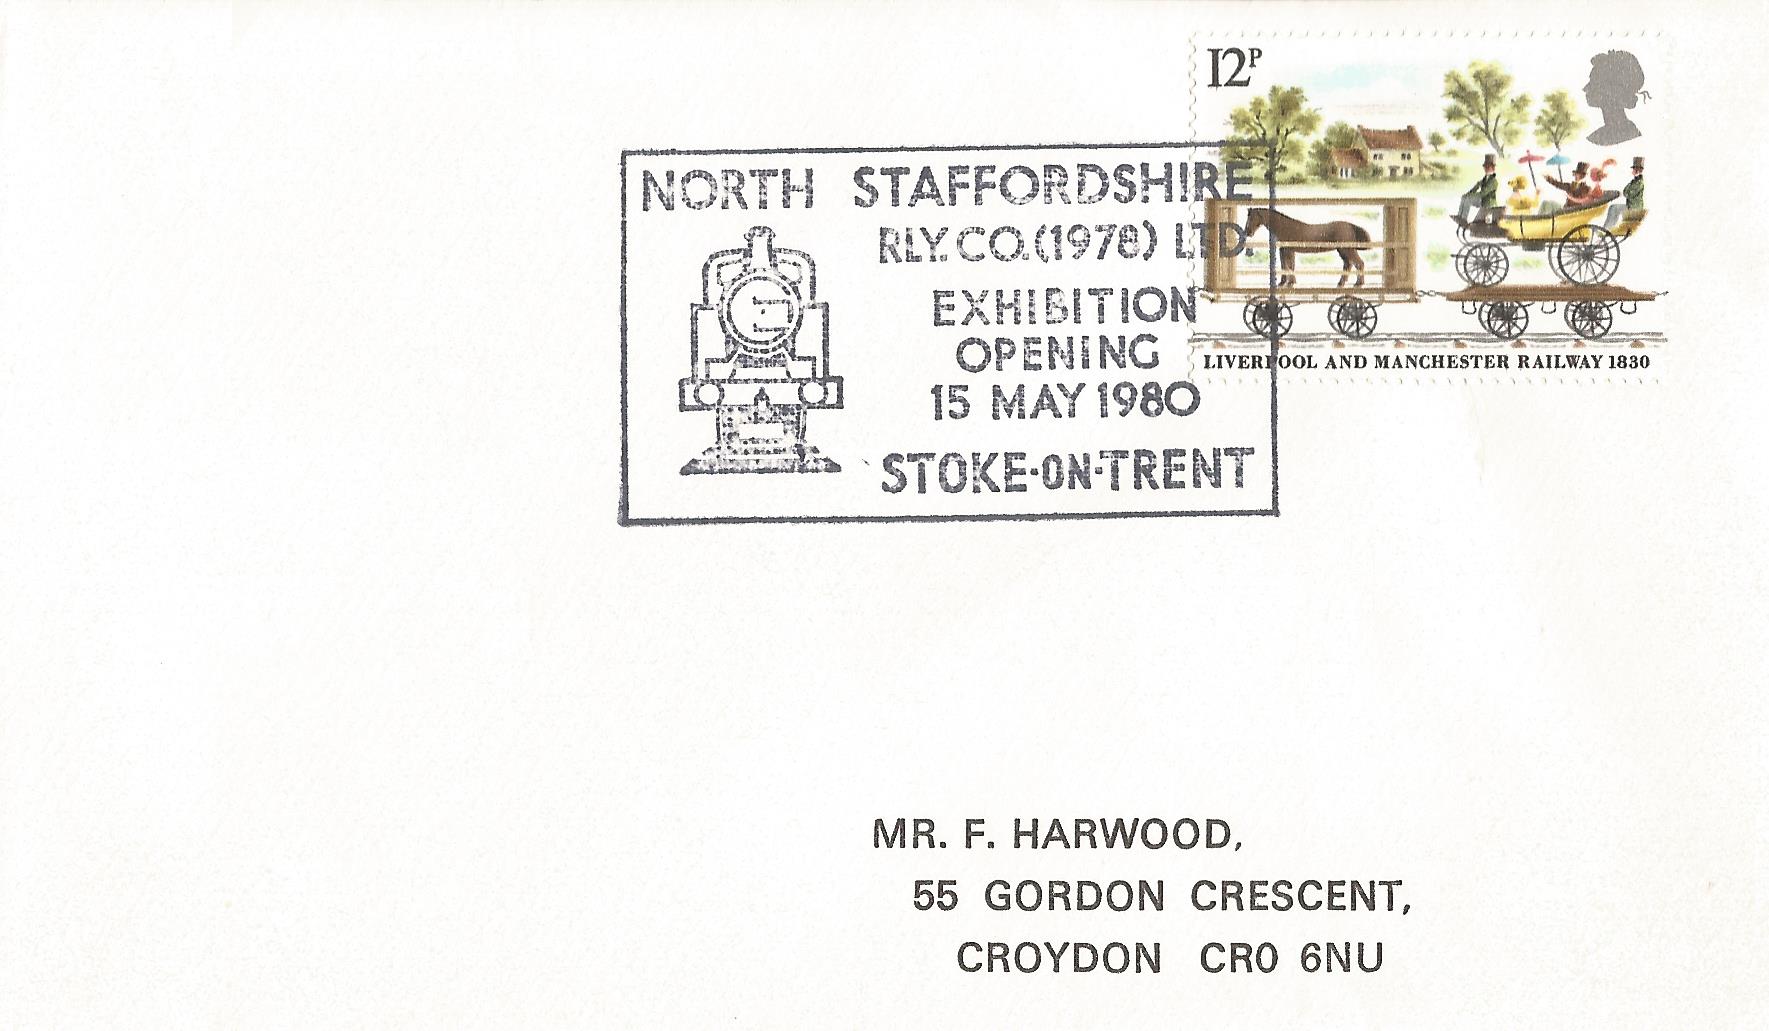 12P
NORTH STAFFORDSHIRE
RLY. CO. (1978) LTD.
EXHIBITION
OPENING
15 MAY 1980
STOKE-ON-TRENT
LIVERPOOL AND MANCHESTER RAILWAY 1830
MR. F. HARWOOD,
55 GORDON CRESCENT,
CROYDON CR0 6NU